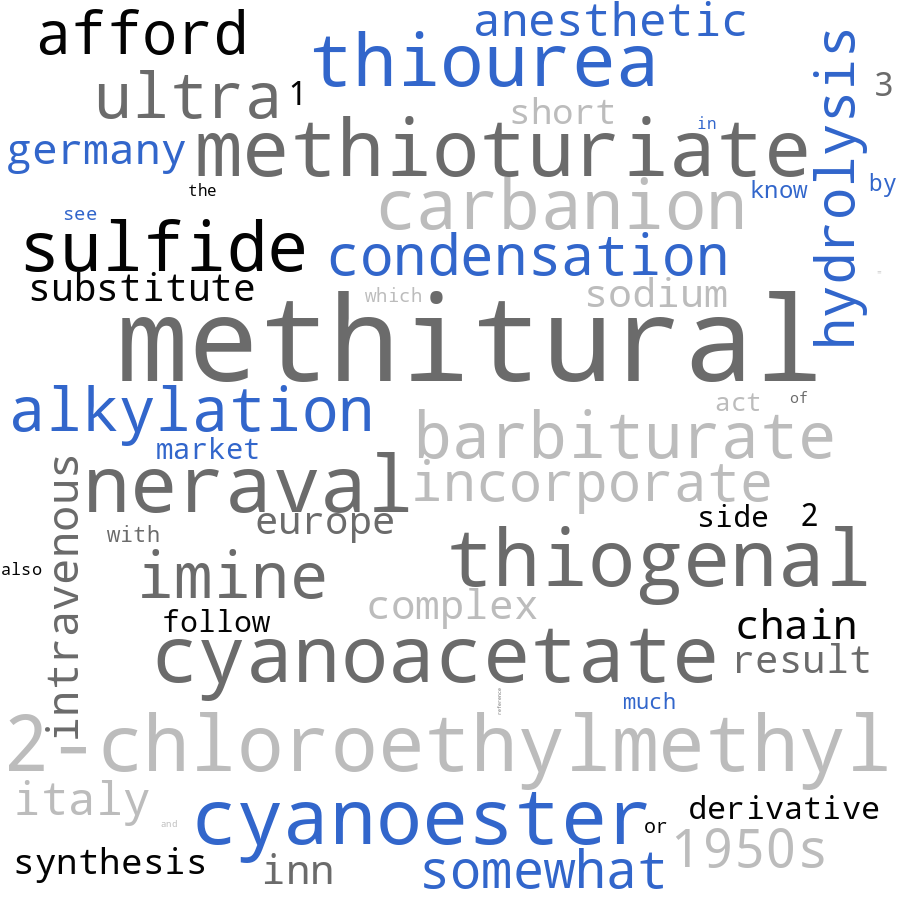 anesthetic
afford
thiourea
hydrolysis
ultra
1
3
short
in
methioturiate
germany
the
carbanion
know
by
see
sulfide
condensation
substitute
which
sodium
methitural
alkylation
act
of
barbiturate
market
neraval
incorporate
intravenous
europe
side
2
with
thiogenal
also
imine
complex
follow
chain
cyanoacetate
result
reference
much
2-chloroethylmethyl
italy
cyanoester
derivative
and
or
1950s
synthesis
inn
somewhat